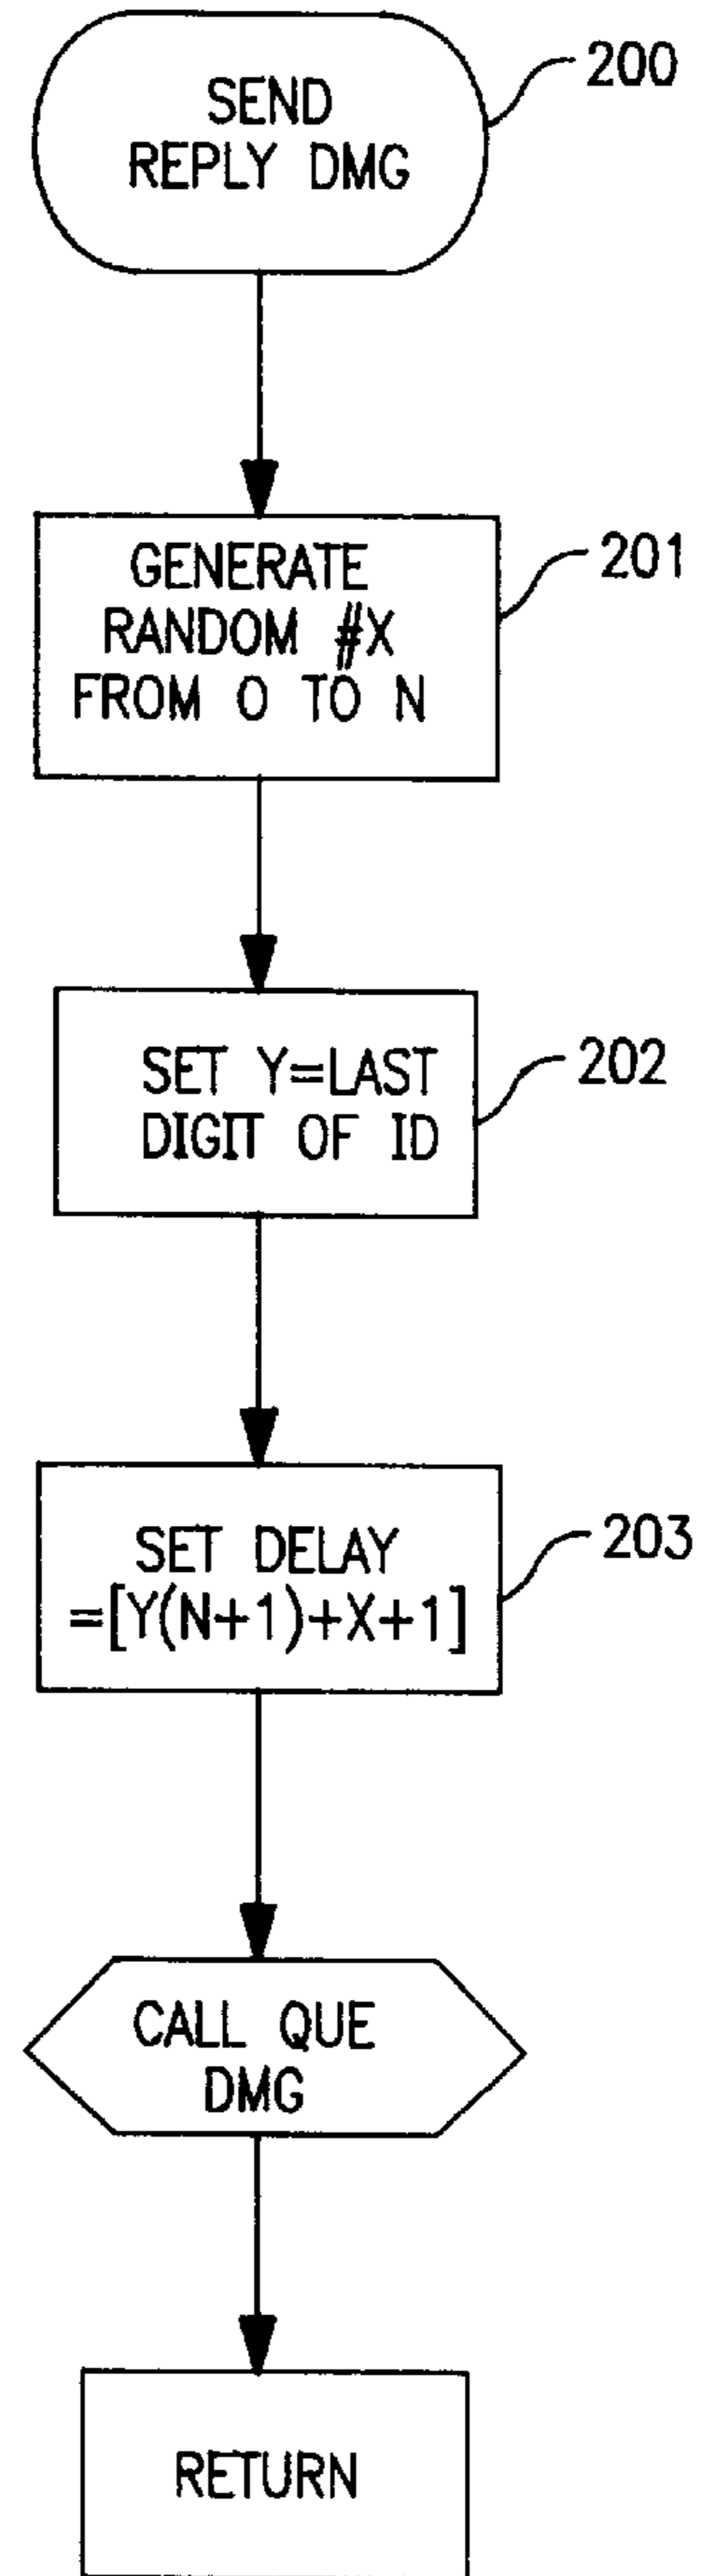 SEND
REPLY DMG
200
GENERATE
RANDOM #X
FROM 0 TO N
201
SET Y=LAST
DIGIT OF ID
202
SET DELAY
=[Y(N+1)+X+1]
203
CALL QUE
DMG
RETURN